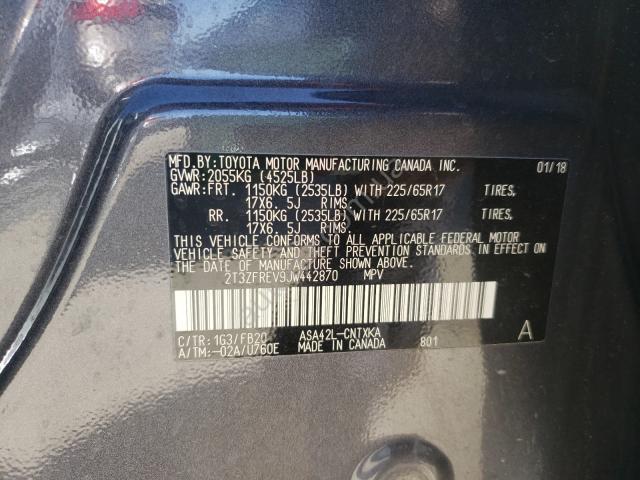 MFD.BY:TOYOTA MOTOR MANUFACTURING CANADA INC. 01/18
GVWR:2055KG (4525LB)
GAWR:FRT. 1150KG (2535LB) WITH 225/65R17 TIRES,
17X6. 5J RIMS.
RR. 1150KG (2535LB) WITH 225/65R17 TIRES,
17X6. 5J RIMS.
THIS VEHICLE CONFORMS TO ALL APPLICABLE FEDERAL MOTOR
VEHICLE SAFETY AND THEFT PREVENTION STANDARDS IN EFFECT ON
THE DATE OF MANUFACTURE SHOWN ABOVE.
2T3ZFREV9JW442870 MPV
C/TR:1G3/FB20 ASA42L-CNTXKA A
A/TM:-02A/U760E MADE IN CANADA 801